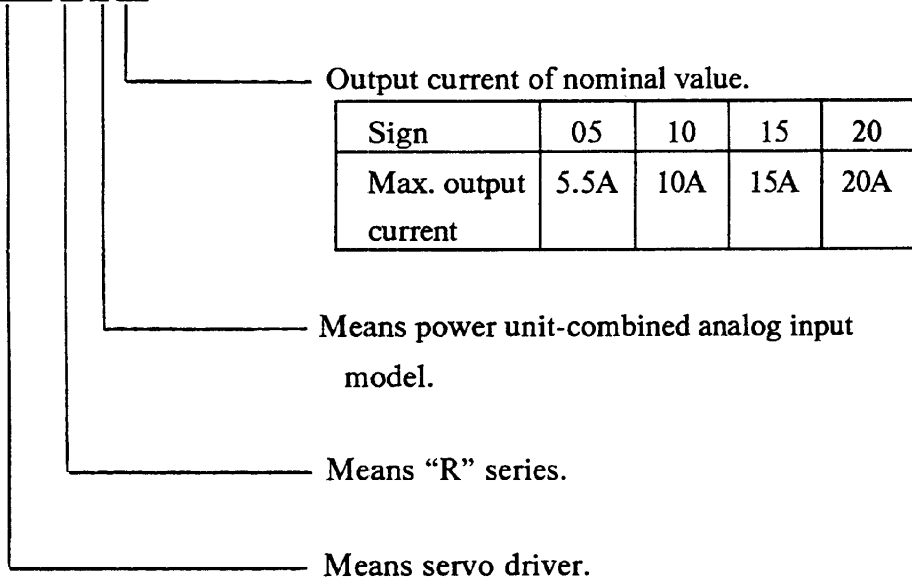 Output current of nominal value.
Sign 05 10 15 20
Max. output 5.5A 10A 15A 20A
current
Means power unit-combined analog input
model.
Means “R” series.
Means servo driver.